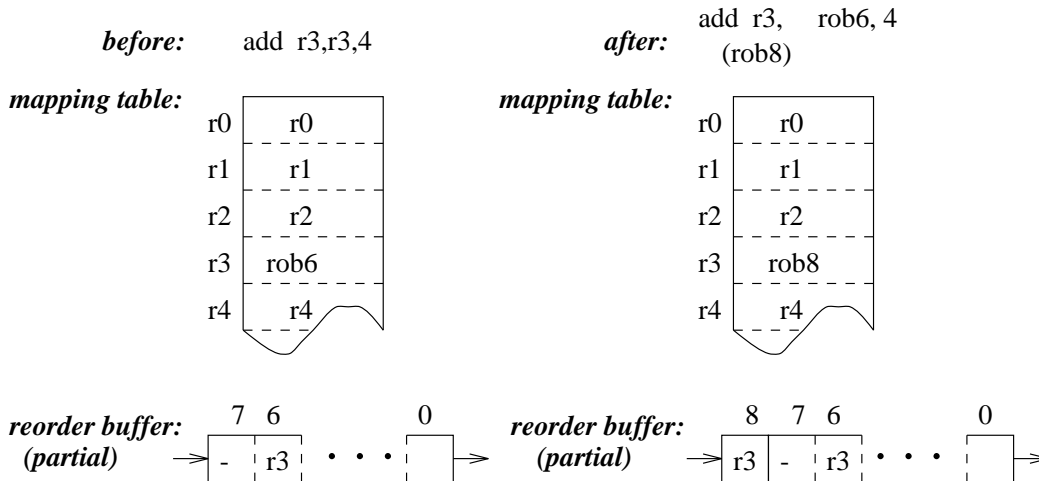 before: add r3,r3,4
mapping table:
r0 r0
r1 r1
r2 r2
r3 rob6
r4 r4
reorder buffer:
(partial)
7 6 0
- r3 • • •
after: add r3, rob6, 4
(rob8)
mapping table:
r0 r0
r1 r1
r2 r2
r3 rob8
r4 r4
reorder buffer:
(partial)
8 7 6 0
r3 - r3 • • •